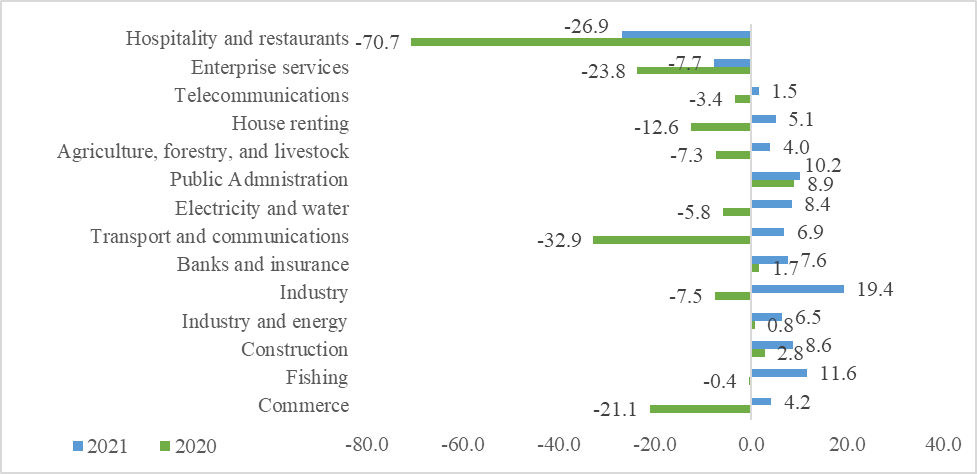 Hospitality and restaurants -26.9
-70.7
Enterprise services -7.7
-23.8
Telecommunications 1.5
-3.4
House renting 5.1
-12.6
Agriculture, forestry, and livestock 4.0
-7.3
Public Admnistration 10.2
8.9
Electricity and water 8.4
-5.8
Transport and communications 6.9
-32.9
Banks and insurance 7.6
1.7
Industry 19.4
-7.5
Industry and energy 6.5
0.8
Construction 8.6
2.8
Fishing 11.6
-0.4
Commerce 4.2
-21.1
2021 2020 -80.0 -60.0 -40.0 -20.0 0.0 20.0 40.0